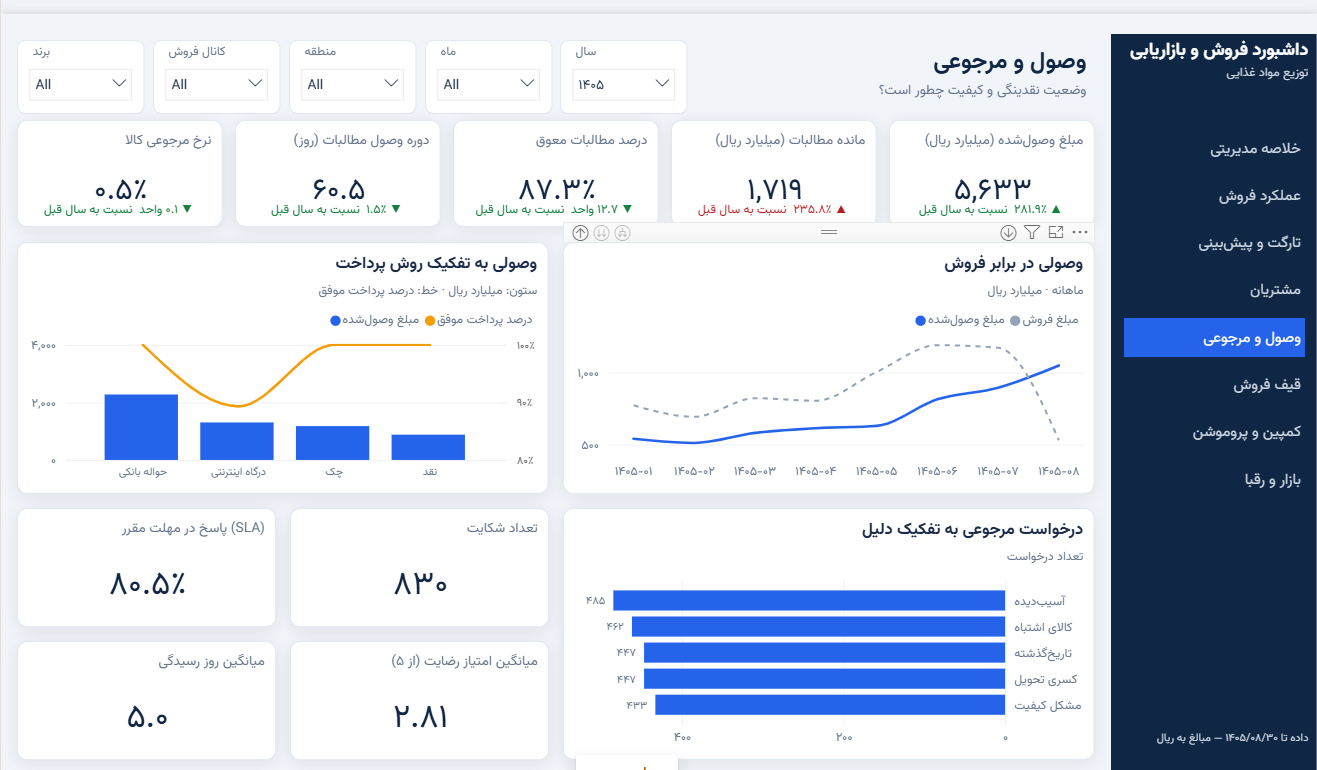 داشبورد فروش و بازاریابی
توزیع مواد غذایی
خلاصه مدیریتی
عملکرد فروش
تارگت و پیش‌بینی
مشتریان
وصول و مرجوعی
قیف فروش
کمپین و پروموشن
بازار و رقبا
داده تا ۱۴۰۵/۰۸/۳۰ – مبالغ به ریال
وصول و مرجوعی
وضعیت نقدینگی و کیفیت چطور است؟
سال
۱۴۰۵
ماه
All
منطقه
All
کانال فروش
All
برند
All
مبلغ وصول‌شده (میلیارد ریال)
۵,۶۳۳
▲ ۲۸۱.۹٪ نسبت به سال قبل
مانده مطالبات (میلیارد ریال)
۱,۷۱۹
▲ ۲۳۵.۸٪ نسبت به سال قبل
درصد مطالبات معوق
۸۷.۳٪
▼ ۱۲.۷ واحد نسبت به سال قبل
دوره وصول مطالبات (روز)
۶۰.۵
▼ ۱.۵٪ نسبت به سال قبل
نرخ مرجوعی کالا
۰.۵٪
▼ ۰.۱ واحد نسبت به سال قبل
وصولی در برابر فروش
ماهانه · میلیارد ریال
مبلغ فروش مبلغ وصول‌شده
۱,۰۰۰
۵۰۰
۱۴۰۵-۰۱ ۱۴۰۵-۰۲ ۱۴۰۵-۰۳ ۱۴۰۵-۰۴ ۱۴۰۵-۰۵ ۱۴۰۵-۰۶ ۱۴۰۵-۰۷ ۱۴۰۵-۰۸
وصولی به تفکیک روش پرداخت
ستون: میلیارد ریال · خط: درصد پرداخت موفق
درصد پرداخت موفق مبلغ وصول‌شده
۴,۰۰۰
۲,۰۰۰
۰
۱۰۰٪
۹۰٪
۸۰٪
حواله بانکی
درگاه اینترنتی
چک
نقد
درخواست مرجوعی به تفکیک دلیل
تعداد درخواست
آسیب‌دیده ۴۸۵
کالای اشتباه ۴۶۲
تاریخ‌گذشته ۴۴۷
کسری تحویل ۴۴۷
مشکل کیفیت ۴۳۳
۰ ۲۰۰ ۴۰۰
تعداد شکایت
۸۳۰
(SLA) پاسخ در مهلت مقرر
۸۰.۵٪
میانگین امتیاز رضایت (از ۵)
۲.۸۱
میانگین روز رسیدگی
۵.۰